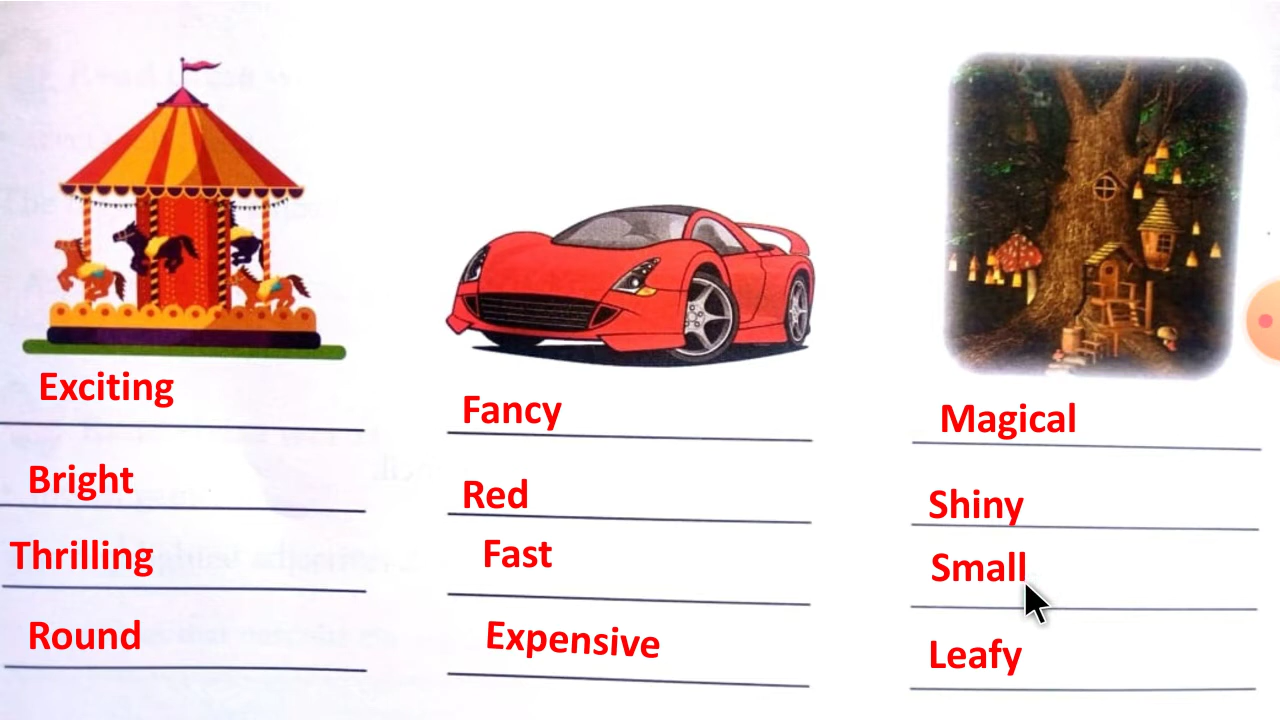 Exciting
Bright
Thrilling
Round
Fancy
Red
Fast
Expensive
Magical
Shiny
Small
Leafy